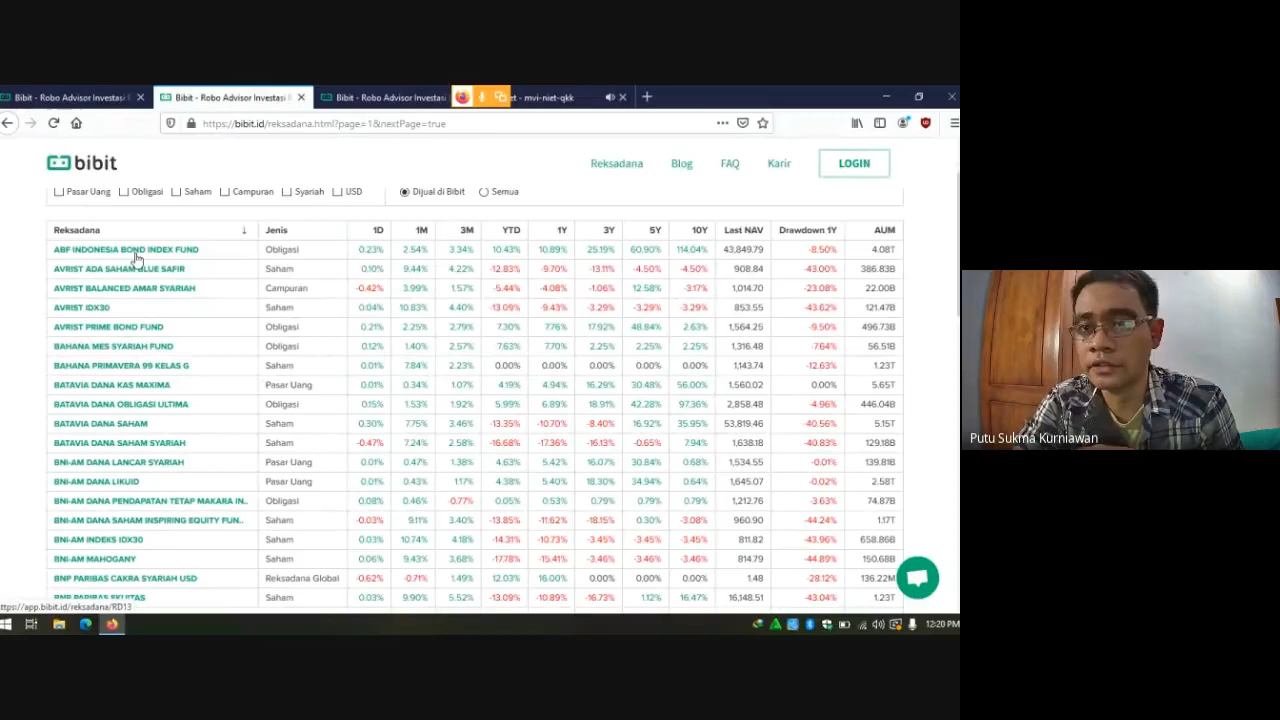 Bibit - Robo Advisor Investasi
Bibit - Robo Advisor Investasi
Bibit - Robo Advisor Investasi
et - mvi-niet-qkk
https://bibit.id/reksadana.html?page=1&nextPage=true
bibit
Reksadana Blog FAQ Karir LOGIN
Pasar Uang Obligasi Saham Campuran Syariah USD Dijual di Bibit Semua
Reksadana ↓ Jenis 1D 1M 3M YTD 1Y 3Y 5Y 10Y Last NAV Drawdown 1Y AUM
ABF INDONESIA BOND INDEX FUND Obligasi 0.23% 2.54% 3.34% 10.43% 10.89% 25.19% 60.90% 114.04% 43,849.79 -8.50% 4.08T
AVRIST ADA SAHAM BLUE SAFIR Saham 0.10% 9.44% 4.22% -12.83% -9.70% -13.11% -4.50% -4.50% 908.84 -43.00% 386.83B
AVRIST BALANCED AMAR SYARIAH Campuran -0.42% 3.99% 1.57% -5.44% -4.08% -1.06% 12.58% -3.17% 1,014.70 -23.08% 22.00B
AVRIST IDX30 Saham 0.04% 10.83% 4.40% -13.09% -9.43% -3.29% -3.29% -3.29% 853.55 -43.62% 121.47B
AVRIST PRIME BOND FUND Obligasi 0.21% 2.25% 2.79% 7.30% 7.76% 17.92% 48.84% 2.63% 1,564.25 -9.50% 496.73B
BAHANA MES SYARIAH FUND Obligasi 0.12% 1.40% 2.57% 7.63% 7.70% 2.25% 2.25% 2.25% 1,316.48 -7.64% 56.51B
BAHANA PRIMAVERA 99 KELAS G Saham 0.01% 7.84% 2.23% 0.00% 0.00% 0.00% 0.00% 0.00% 1,143.74 -12.63% 1.23T
BATAVIA DANA KAS MAXIMA Pasar Uang 0.01% 0.34% 1.07% 4.19% 4.94% 16.29% 30.48% 56.00% 1,560.02 0.00% 5.65T
BATAVIA DANA OBLIGASI ULTIMA Obligasi 0.15% 1.53% 1.92% 5.99% 6.89% 18.91% 42.28% 97.36% 2,858.48 -4.96% 446.04B
BATAVIA DANA SAHAM Saham 0.30% 7.75% 3.46% -13.35% -10.70% -8.40% 16.92% 35.95% 53,819.46 -40.56% 5.15T
BATAVIA DANA SAHAM SYARIAH Saham -0.47% 7.24% 2.58% -16.68% -17.36% -16.13% -0.65% 7.94% 1,638.18 -40.83% 129.18B
BNI-AM DANA LANCAR SYARIAH Pasar Uang 0.01% 0.47% 1.38% 4.63% 5.42% 16.07% 30.84% 0.68% 1,534.55 -0.01% 139.81B
BNI-AM DANA LIKUID Pasar Uang 0.01% 0.43% 1.17% 4.38% 5.40% 18.30% 34.94% 0.64% 1,645.07 -0.02% 2.58T
BNI-AM DANA PENDAPATAN TETAP MAKARA IN.. Obligasi 0.08% 0.46% -0.77% 0.05% 0.53% 0.79% 0.79% 0.79% 1,212.76 -3.63% 74.87B
BNI-AM DANA SAHAM INSPIRING EQUITY FUN.. Saham -0.03% 9.11% 3.40% -13.85% -11.62% -18.15% 0.30% -3.08% 960.90 -44.24% 1.17T
BNI-AM INDEKS IDX30 Saham 0.03% 10.74% 4.18% -14.31% -10.73% -3.45% -3.45% -3.45% 811.82 -43.96% 658.86B
BNI-AM MAHOGANY Saham 0.06% 9.43% 3.68% -17.78% -15.41% -3.46% -3.46% -3.46% 814.79 -44.89% 150.68B
BNP PARIBAS CAKRA SYARIAH USD Reksadana Global -0.62% -0.71% 1.49% 12.03% 16.00% 0.00% 0.00% 0.00% 1.48 -28.12% 136.22M
BNP PARIBAS EKUITAS Saham 0.03% 9.90% 5.52% -13.09% -10.89% -16.73% 1.12% 16.47% 16,148.51 -43.04% 1.23T
ttps://app.bibit.id/reksadana/RD13
12:20 PM
Putu Sukma Kurniawan